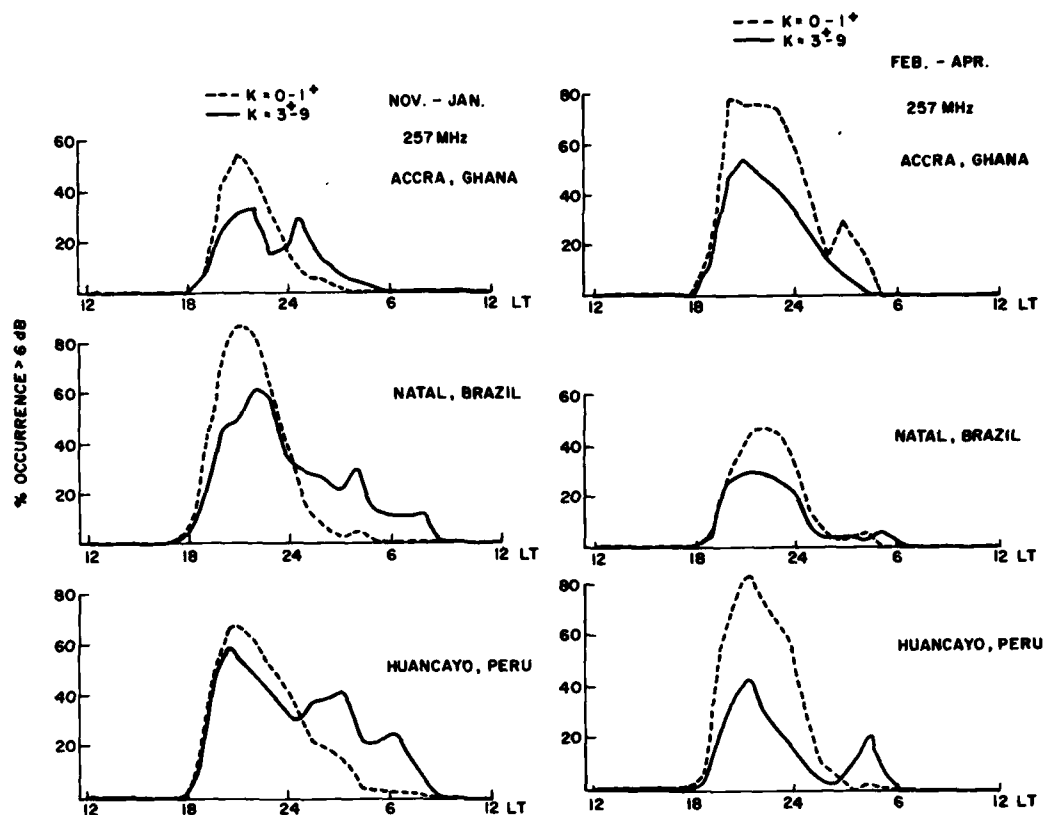 K = 0-1+
K = 3+-9
NOV. - JAN.
257 MHz
ACCRA, GHANA
60
40
20
12 18 24 6 12 LT
NATAL, BRAZIL
80
60
40
20
12 18 24 6 12 LT
HUANCAYO, PERU
80
60
40
20
12 18 24 6 12 LT
% OCCURRENCE > 6 dB
K = 0-1+
K = 3+-9
FEB. - APR.
257 MHz
ACCRA, GHANA
80
60
40
20
12 18 24 6 12 LT
NATAL, BRAZIL
80
60
40
20
12 18 24 6 12 LT
HUANCAYO, PERU
80
60
40
20
12 18 24 6 12 LT